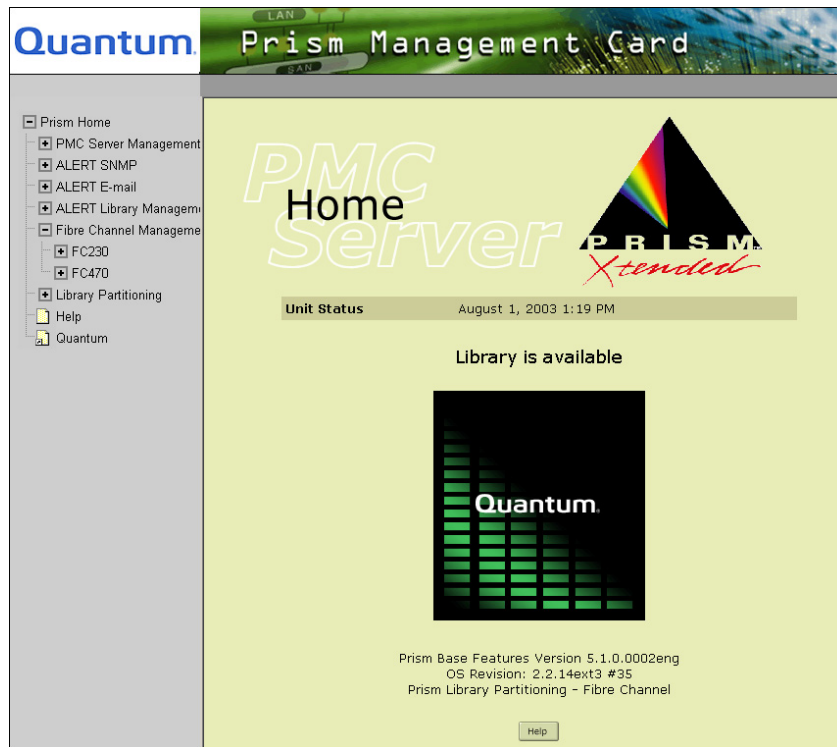 Quantum.
LAN
Prism Management Card
SAN
Prism Home
PMC Server Management
ALERT SNMP
ALERT E-mail
ALERT Library Managem
Fibre Channel Manageme
FC230
FC470
Library Partitioning
Help
Quantum
PMC
Home
Server
PRISM
Xtended
Unit Status August 1, 2003 1:19 PM
Library is available
Quantum.
Prism Base Features Version 5.1.0.0002eng
OS Revision: 2.2.14ext3 #35
Prism Library Partitioning - Fibre Channel
Help